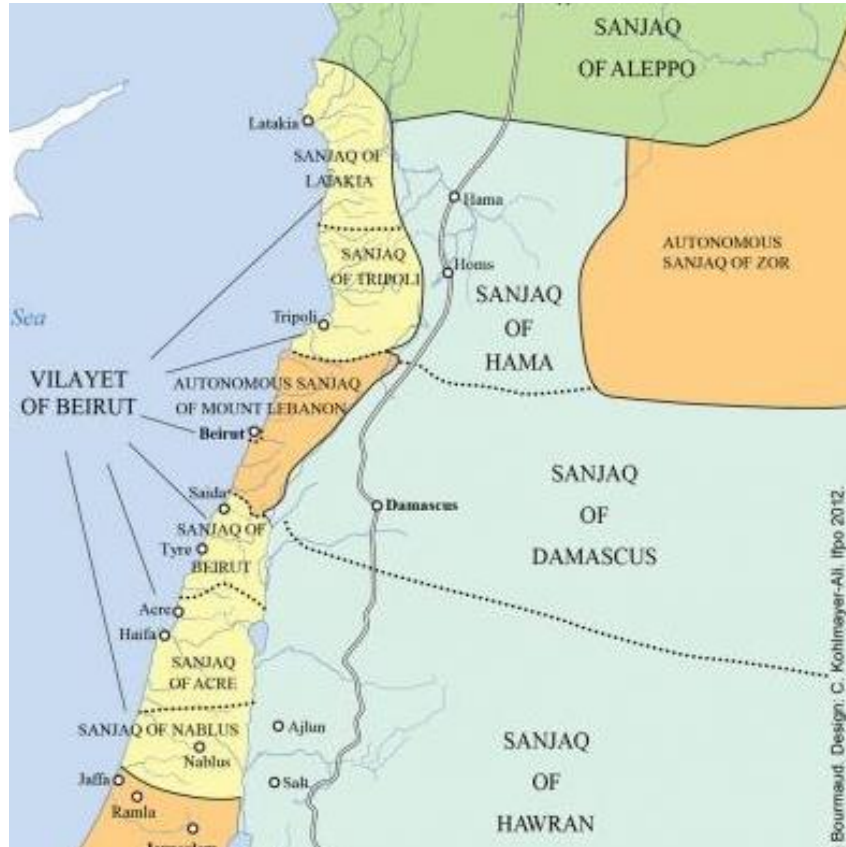 SANJAQ
OF ALEPPO
Latakia
SANJAQ OF
LATAKIA
Hama
SANJAQ
OF TRIPOLI
AUTONOMOUS
SANJAQ OF ZOR
Homs
SANJAQ
OF
HAMA
Sea
Tripoli
VILAYET
OF BEIRUT
AUTONOMOUS SANJAQ
OF MOUNT LEBANON
Beirut
Saida
SANJAQ OF
BEIRUT
Tyre
Damascus
SANJAQ
OF
DAMASCUS
Acre
Haifa
SANJAQ
OF ACRE
SANJAQ OF NABLUS
Nablus
Ajlun
Salt
SANJAQ
OF
HAWRAN
Jaffa
Ramla
Jerusalem
Bourmaud. Design: C. Kohlmayer-Ali. Ifpo 2012.